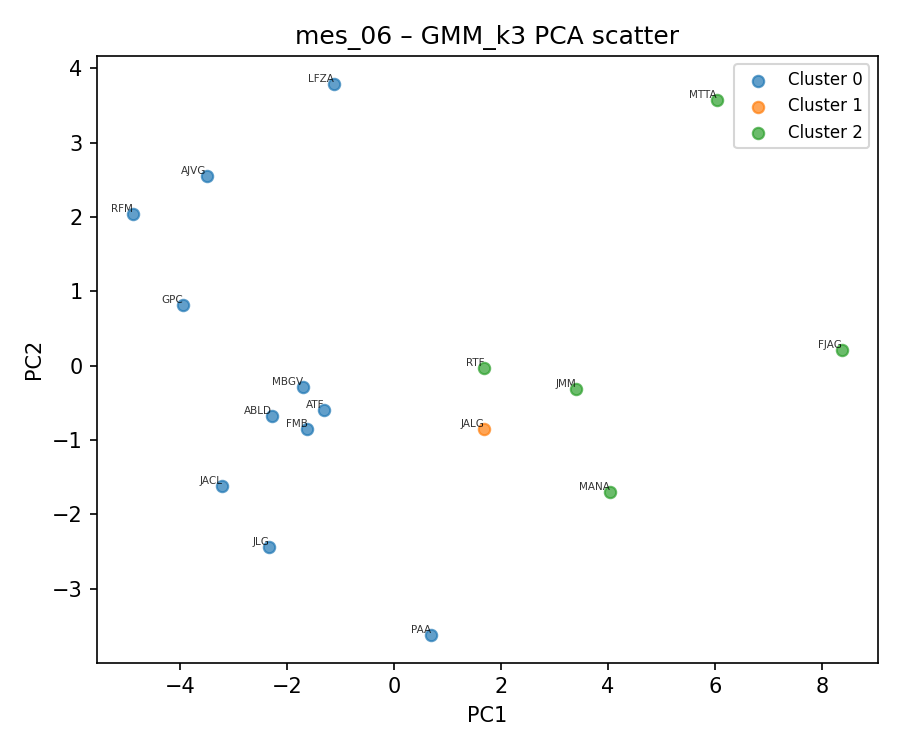 mes_06 – GMM_k3 PCA scatter
4
3
2
1
0
−1
−2
−3
PC2
LFZA
MTTA
AJVG
RFM
GPC
MBGV
ATF
ABLD
FMB
JACL
JLG
PAA
RTF
JMM
JALG
MANA
FJAG
Cluster 0
Cluster 1
Cluster 2
−4
−2
0
2
4
6
8
PC1